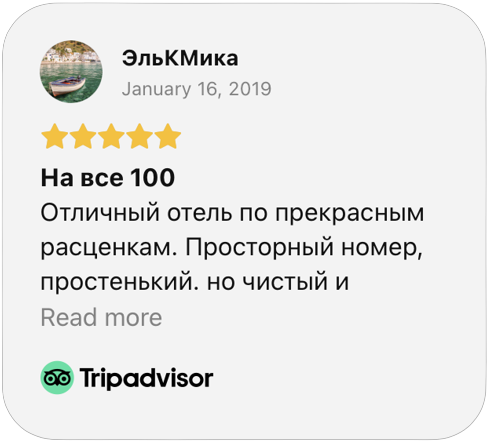 ЭльКМика
January 16, 2019
На все 100
Отличный отель по прекрасным
расценкам. Просторный номер,
простенький. но чистый и
Read more
Tripadvisor